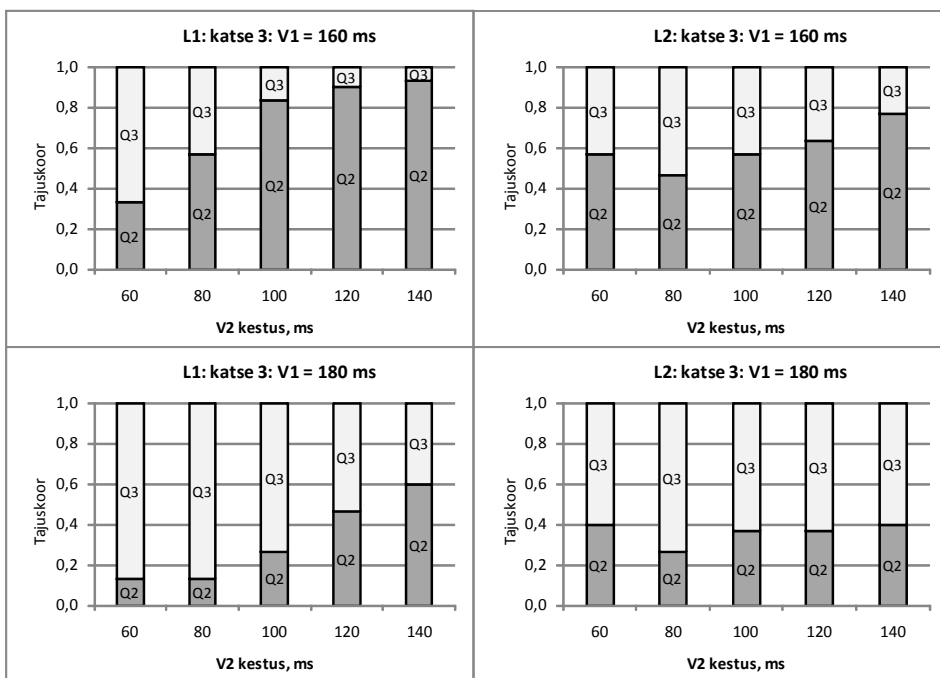 L1: katse 3: V1 = 160 ms
1,0
0,8
0,6
0,4
0,2
0,0
Tajuskoor
Q3 Q3 Q3 Q3 Q3
Q2 Q2 Q2 Q2 Q2
60 80 100 120 140
V2 kestus, ms
L2: katse 3: V1 = 160 ms
1,0
0,8
0,6
0,4
0,2
0,0
Tajuskoor
Q3 Q3 Q3 Q3 Q3
Q2 Q2 Q2 Q2 Q2
60 80 100 120 140
V2 kestus, ms
L1: katse 3: V1 = 180 ms
1,0
0,8
0,6
0,4
0,2
0,0
Tajuskoor
Q3 Q3 Q3 Q3 Q3
Q2 Q2 Q2 Q2 Q2
60 80 100 120 140
V2 kestus, ms
L2: katse 3: V1 = 180 ms
1,0
0,8
0,6
0,4
0,2
0,0
Tajuskoor
Q3 Q3 Q3 Q3 Q3
Q2 Q2 Q2 Q2 Q2
60 80 100 120 140
V2 kestus, ms